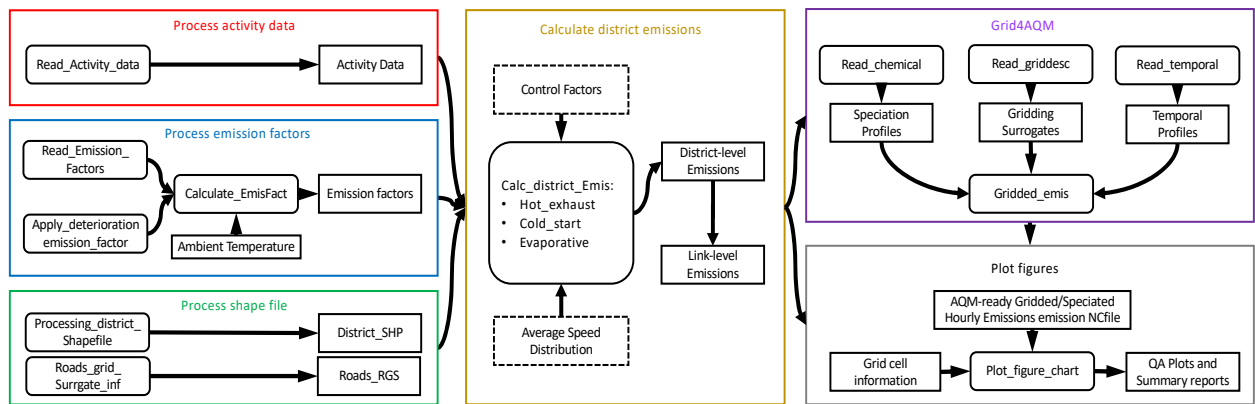 Process activity data
Read_Activity_data
Activity Data
Process emission factors
Read_Emission_
Factors
Calculate_EmisFact
Emission factors
Apply_deterioration
emission_factor
Ambient Temperature
Process shape file
Processing_district_
Shapefile
District_SHP
Roads_grid_
Surrgate_inf
Roads_RGS
Calculate district emissions
Control Factors
Calc_district_Emis:
• Hot_exhaust
• Cold_start
• Evaporative
District-level
Emissions
Link-level
Emissions
Average Speed
Distribution
Grid4AQM
Read_chemical
Read_griddesc
Read_temporal
Speciation
Profiles
Gridding
Surrogates
Temporal
Profiles
Gridded_emis
Plot figures
AQM-ready Gridded/Speciated
Hourly Emissions emission NCfile
Grid cell
information
Plot_figure_chart
QA Plots and
Summary reports